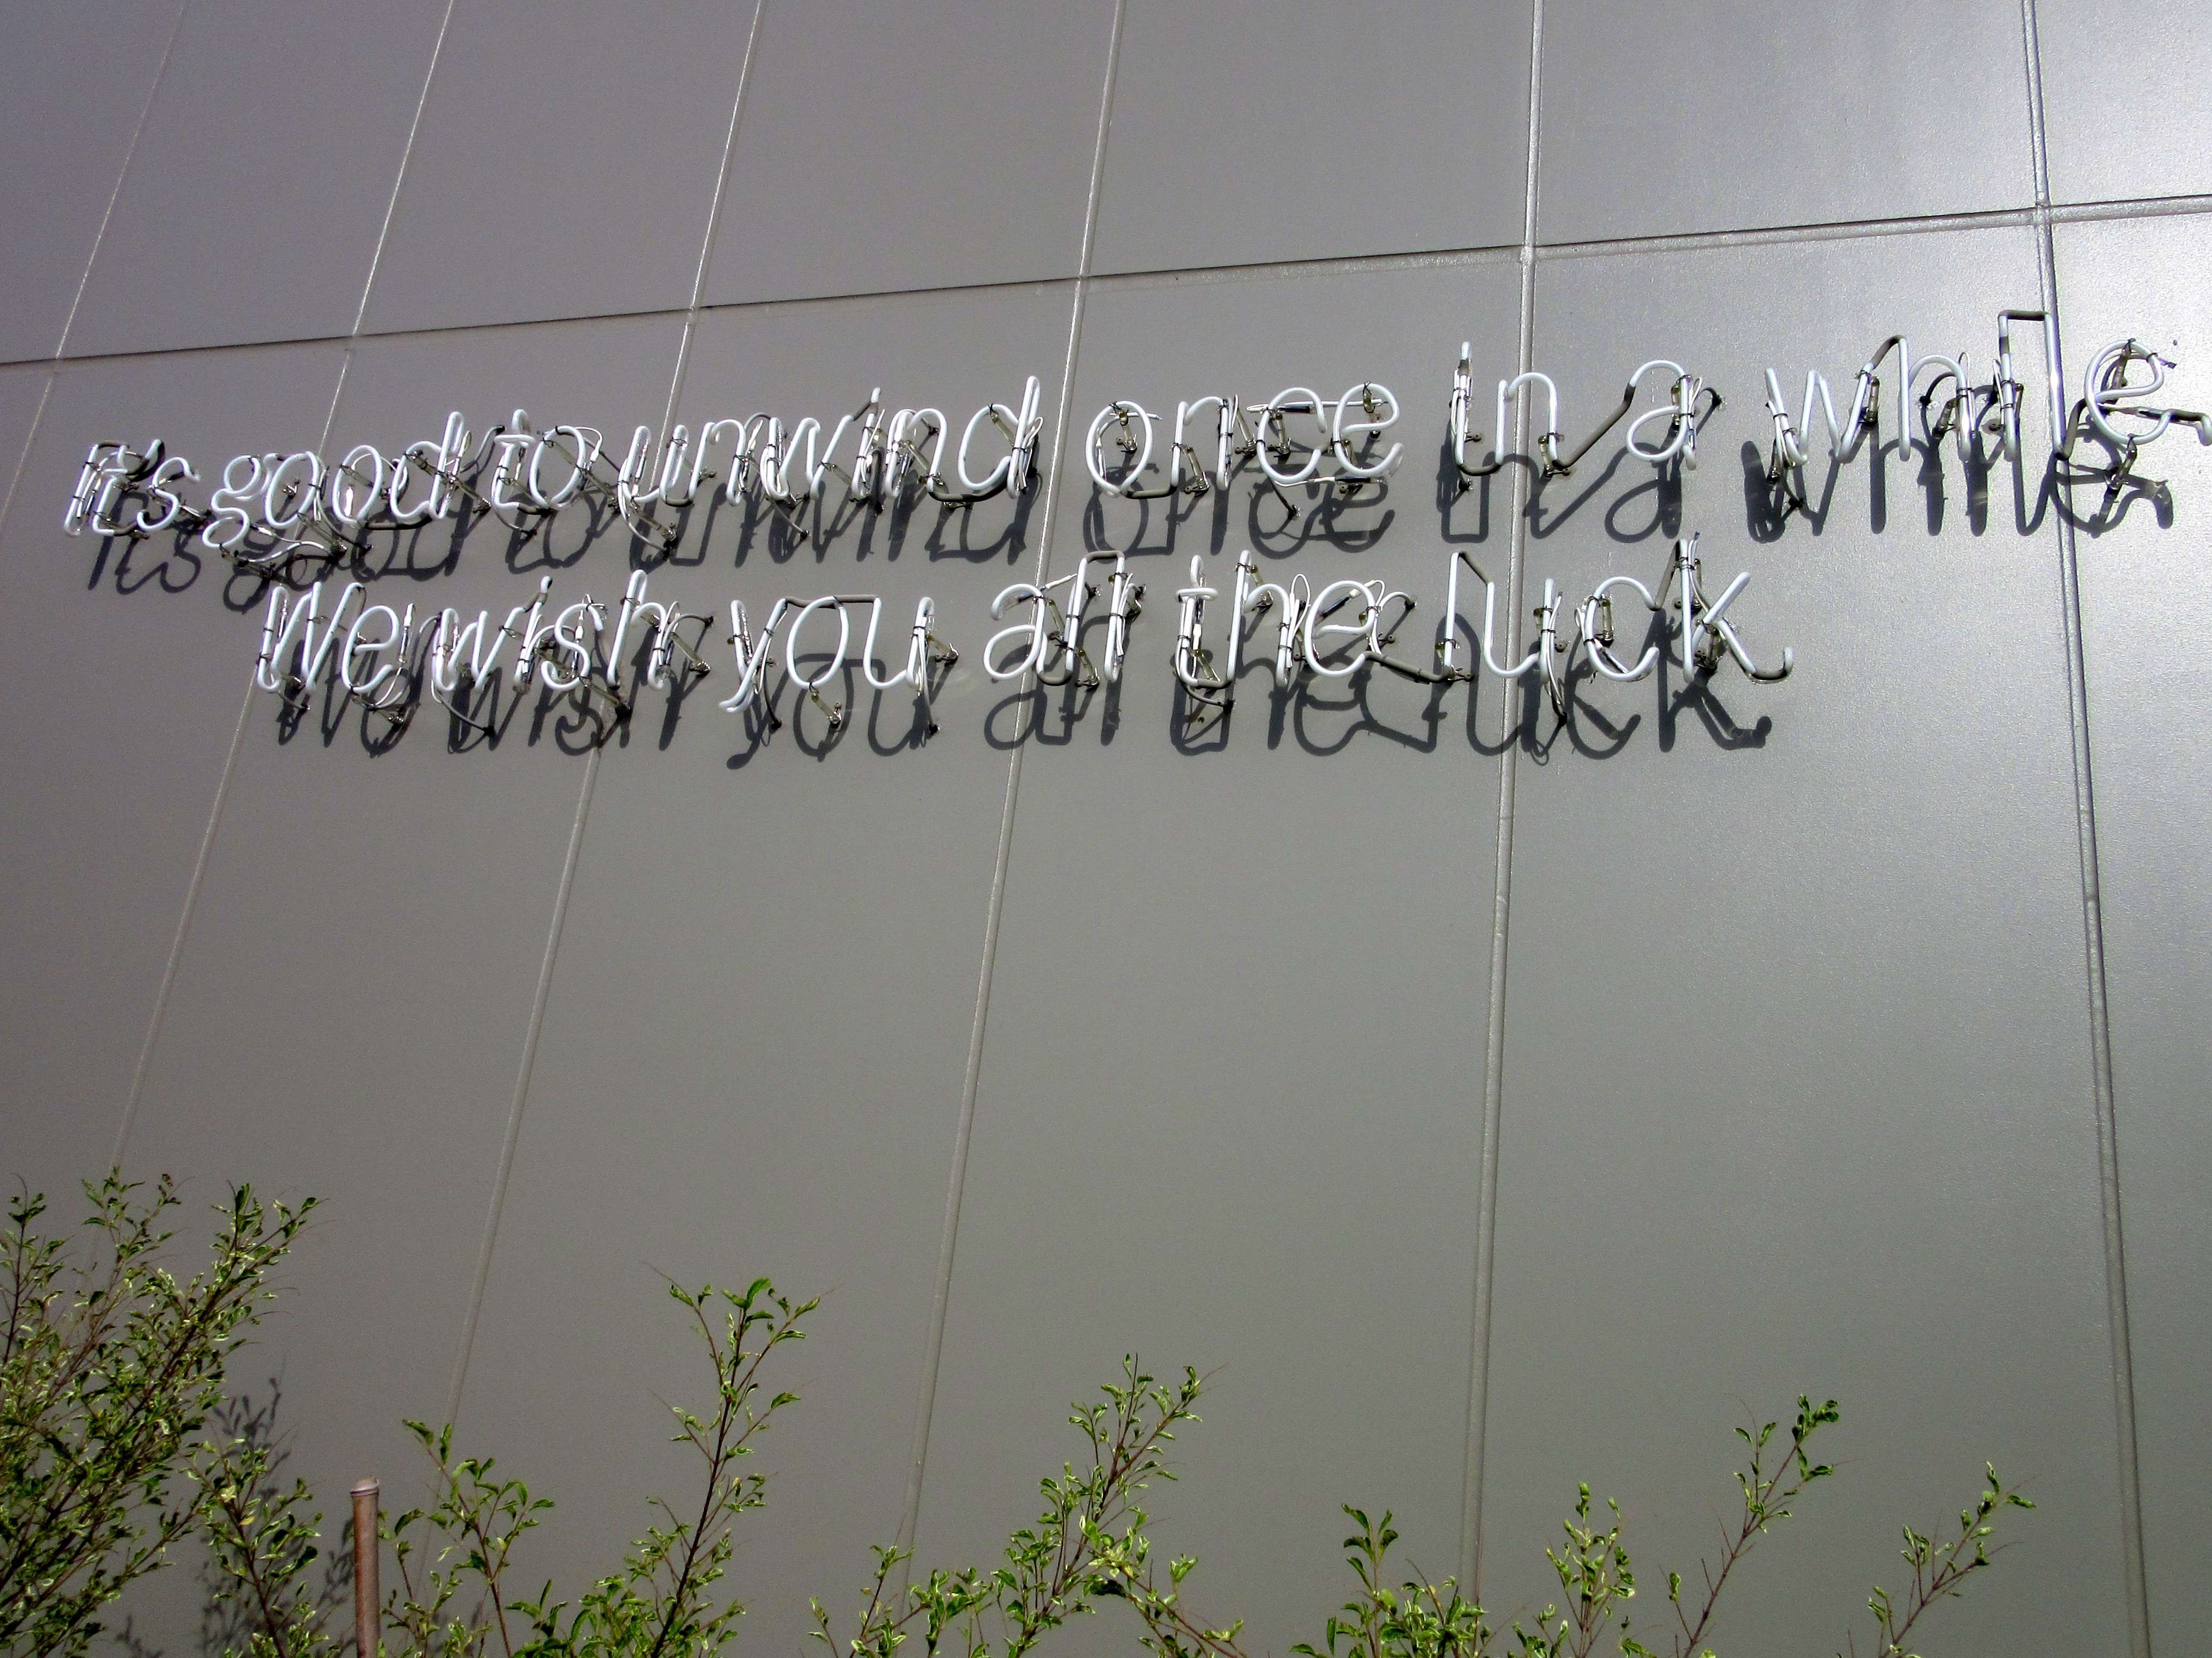 It's good to unwind once in a while
We wish you all the luck